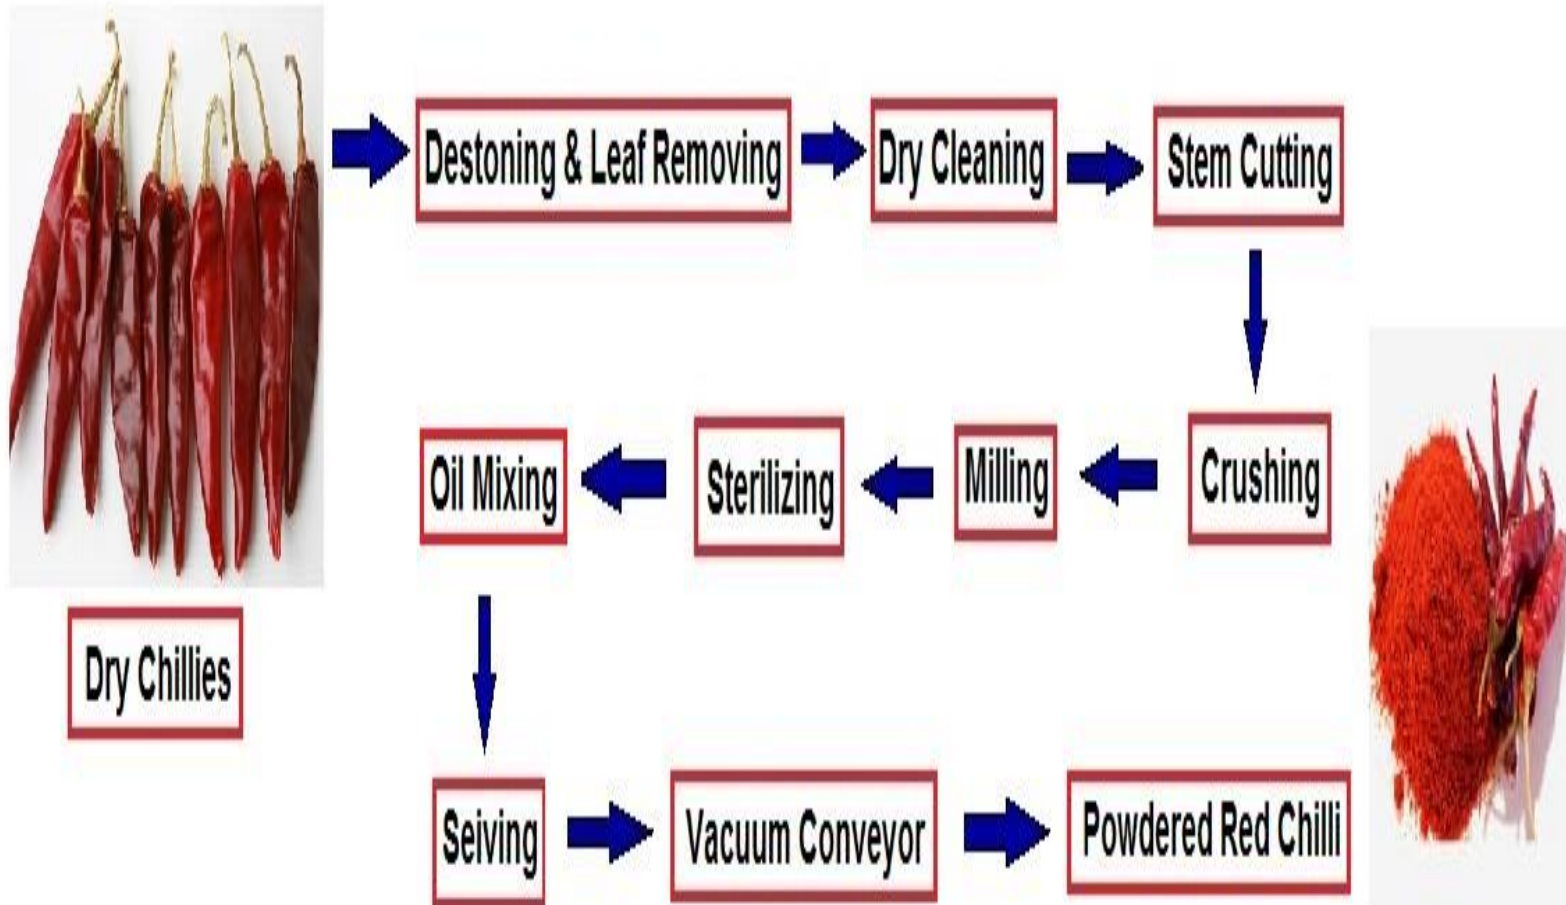 Dry Chillies
Destoning & Leaf Removing
Dry Cleaning
Stem Cutting
Crushing
Milling
Sterilizing
Oil Mixing
Seiving
Vacuum Conveyor
Powdered Red Chilli